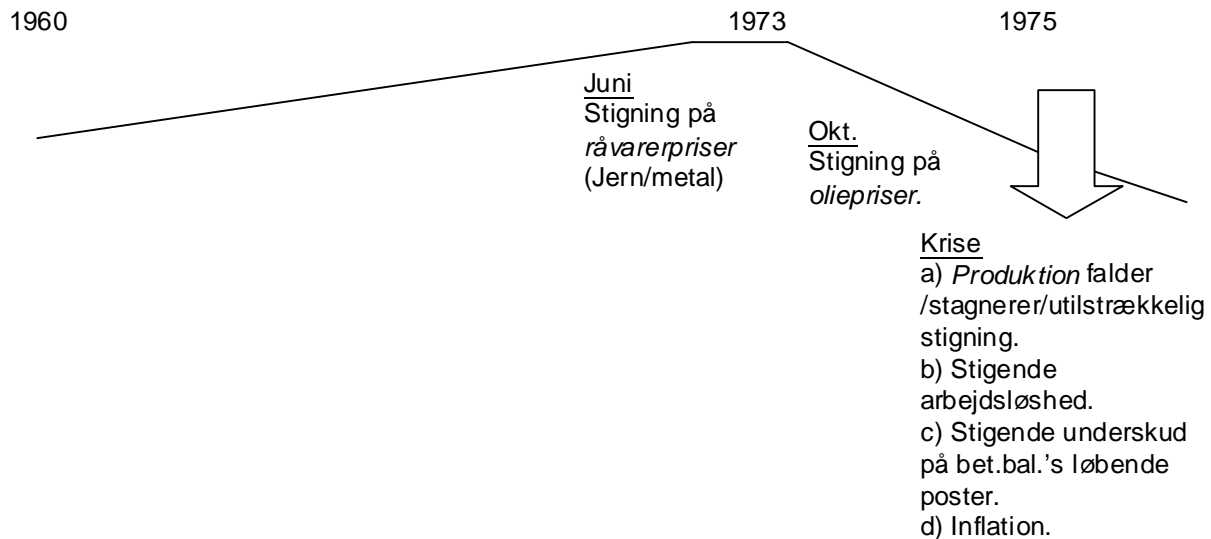 1960 1973 1975
Juni
Stigning på
råvarerpriser
(Jern/metal)
Okt.
Stigning på
oliepriser.
Krise
a) Produktion falder
/stagnerer/utilstrækkelig
stigning.
b) Stigende
arbejdsløshed.
c) Stigende underskud
på bet.bal.'s løbende
poster.
d) Inflation.